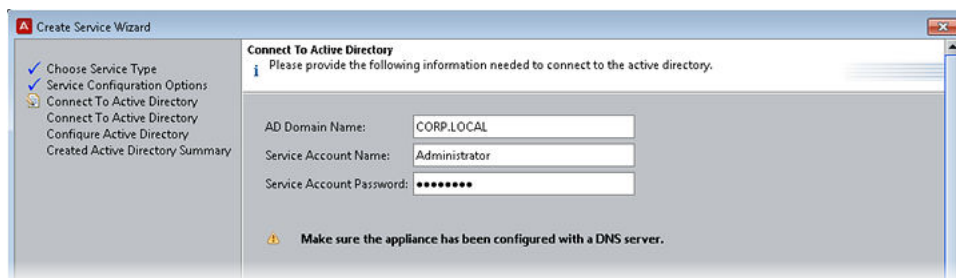 Create Service Wizard
Choose Service Type
Service Configuration Options
Connect To Active Directory
Connect To Active Directory
Configure Active Directory
Created Active Directory Summary
Connect To Active Directory
Please provide the following information needed to connect to the active directory.
AD Domain Name: CORP.LOCAL
Service Account Name: Administrator
Service Account Password: ●●●●●●●●
Make sure the appliance has been configured with a DNS server.